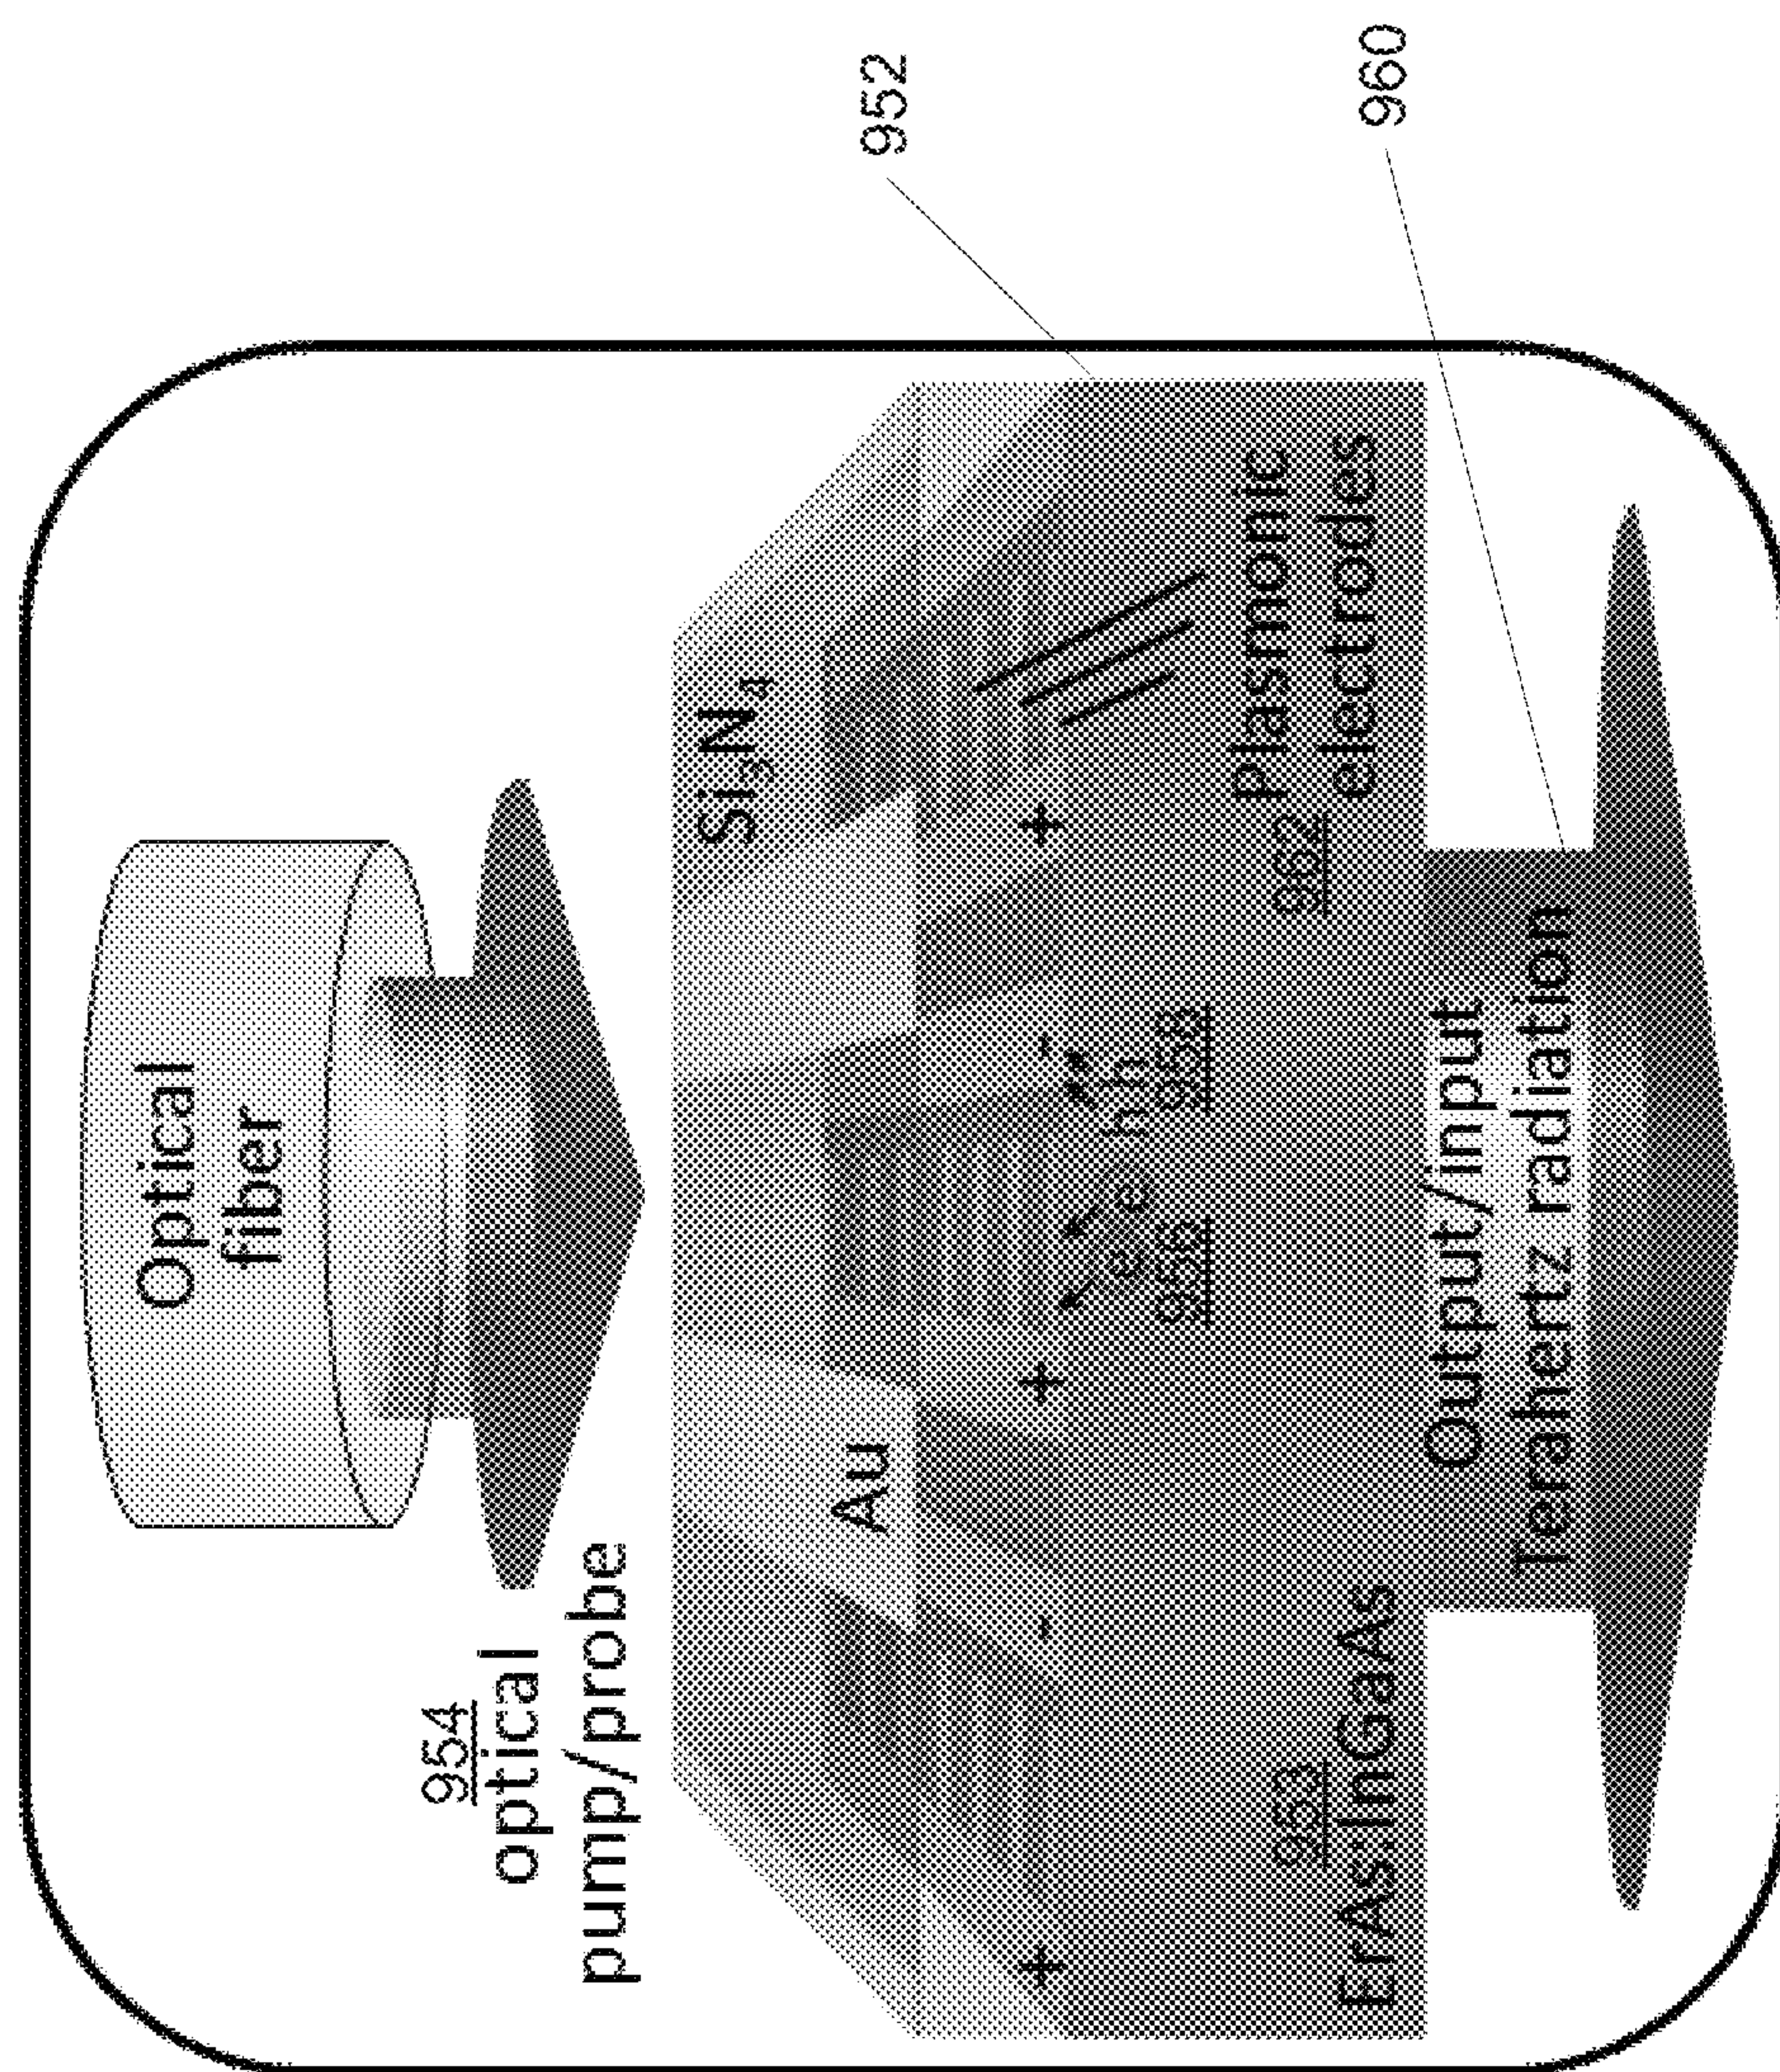 Optical
fiber
954
optical
pump/probe
Si₃N₄
Au
952
+ - + - +
e e h h
956 958
953
ErAs:InGaAs
962 Plasmonic
electrodes
Output/input
Terahertz radiation
960